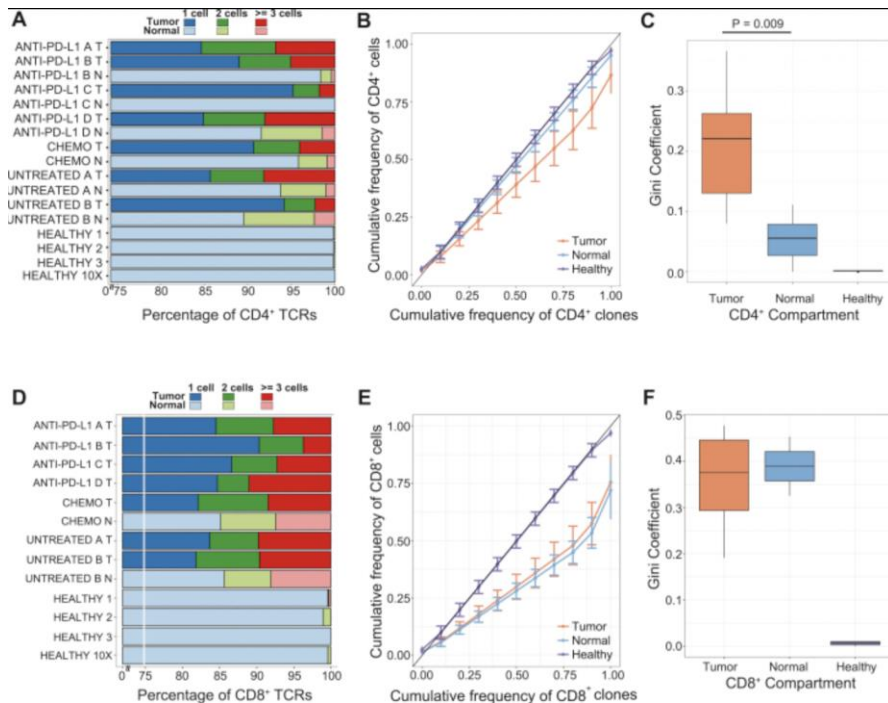 A
1 cell 2 cells >= 3 cells
Tumor
Normal
ANTI-PD-L1 A T
ANTI-PD-L1 B T
ANTI-PD-L1 B N
ANTI-PD-L1 C T
ANTI-PD-L1 C N
ANTI-PD-L1 D T
ANTI-PD-L1 D N
CHEMO T
CHEMO N
UNTREATED A T
UNTREATED A N
UNTREATED B T
UNTREATED B N
HEALTHY 1
HEALTHY 2
HEALTHY 3
HEALTHY 10X
0 75 80 85 90 95 100
Percentage of CD4⁺ TCRs
B
Cumulative frequency of CD4⁺ cells
1.00
0.75
0.50
0.25
0.00
Tumor
Normal
Healthy
0.00 0.25 0.50 0.75 1.00
Cumulative frequency of CD4⁺ clones
C
P = 0.009
Gini Coefficient
0.3
0.2
0.1
0.0
Tumor Normal Healthy
CD4⁺ Compartment
D
1 cell 2 cells >= 3 cells
Tumor
Normal
ANTI-PD-L1 A T
ANTI-PD-L1 B T
ANTI-PD-L1 C T
ANTI-PD-L1 D T
CHEMO T
CHEMO N
UNTREATED A T
UNTREATED B T
UNTREATED B N
HEALTHY 1
HEALTHY 2
HEALTHY 3
HEALTHY 10X
0 75 80 85 90 95 100
Percentage of CD8⁺ TCRs
E
Cumulative frequency of CD8⁺ cells
1.00
0.75
0.50
0.25
0.00
Tumor
Normal
Healthy
0.00 0.25 0.50 0.75 1.00
Cumulative frequency of CD8⁺ clones
F
Gini Coefficient
0.5
0.4
0.3
0.2
0.1
0.0
Tumor Normal Healthy
CD8⁺ Compartment